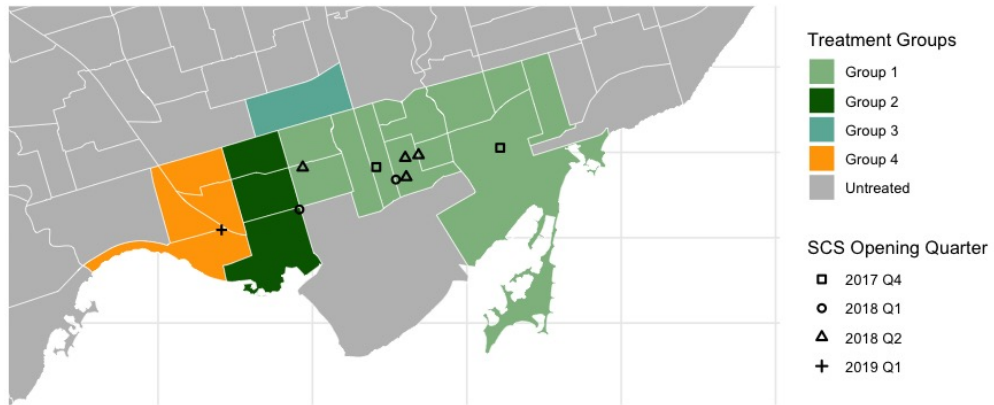 Treatment Groups
Group 1
Group 2
Group 3
Group 4
Untreated
SCS Opening Quarter
2017 Q4
2018 Q1
2018 Q2
2019 Q1